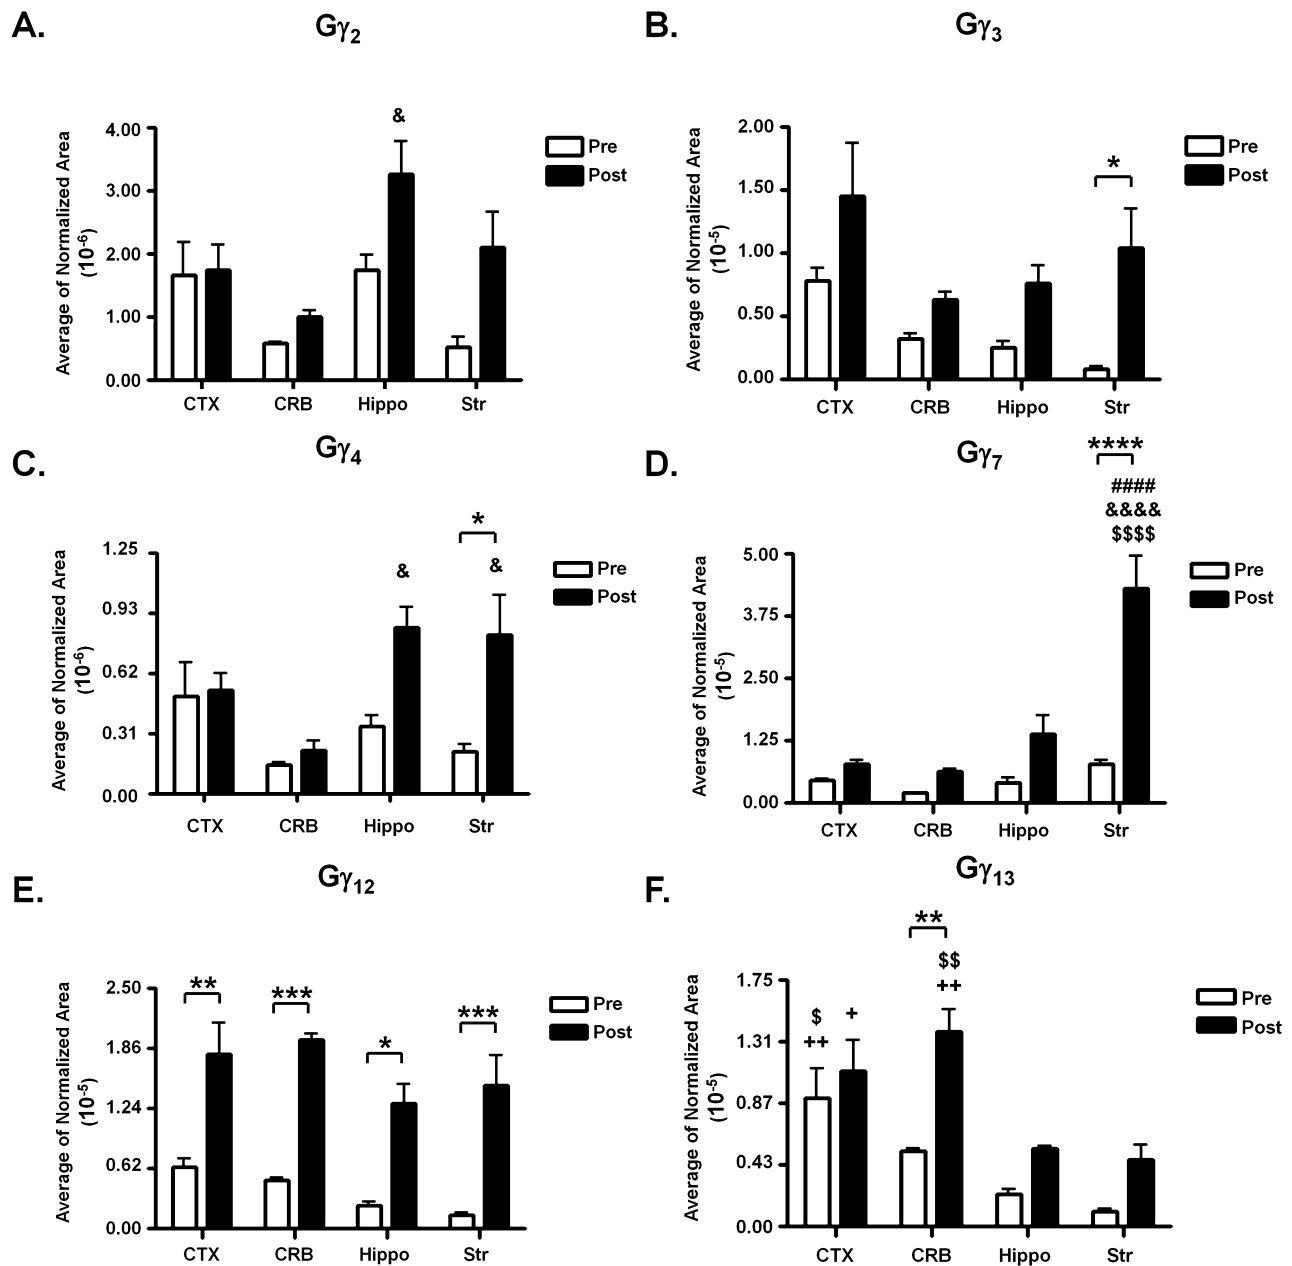 A.
Gγ2
Average of Normalized Area
(10-6)
4.00
3.00
2.00
1.00
0.00
&
Pre
Post
CTX CRB Hippo Str
B.
Gγ3
Average of Normalized Area
(10-5)
2.00
1.50
1.00
0.50
0.00
*
Pre
Post
CTX CRB Hippo Str
C.
Gγ4
Average of Normalized Area
(10-6)
1.25
0.93
0.62
0.31
0.00
*
& &
Pre
Post
CTX CRB Hippo Str
D.
Gγ7
Average of Normalized Area
(10-5)
5.00
3.75
2.50
1.25
0.00
****
####
&&&&
$$$$
Pre
Post
CTX CRB Hippo Str
E.
Gγ12
Average of Normalized Area
(10-5)
2.50
1.86
1.24
0.62
0.00
** *** * ***
Pre
Post
CTX CRB Hippo Str
F.
Gγ13
Average of Normalized Area
(10-5)
1.75
1.31
0.87
0.43
0.00
$
++
+
**
$$
++
Pre
Post
CTX CRB Hippo Str